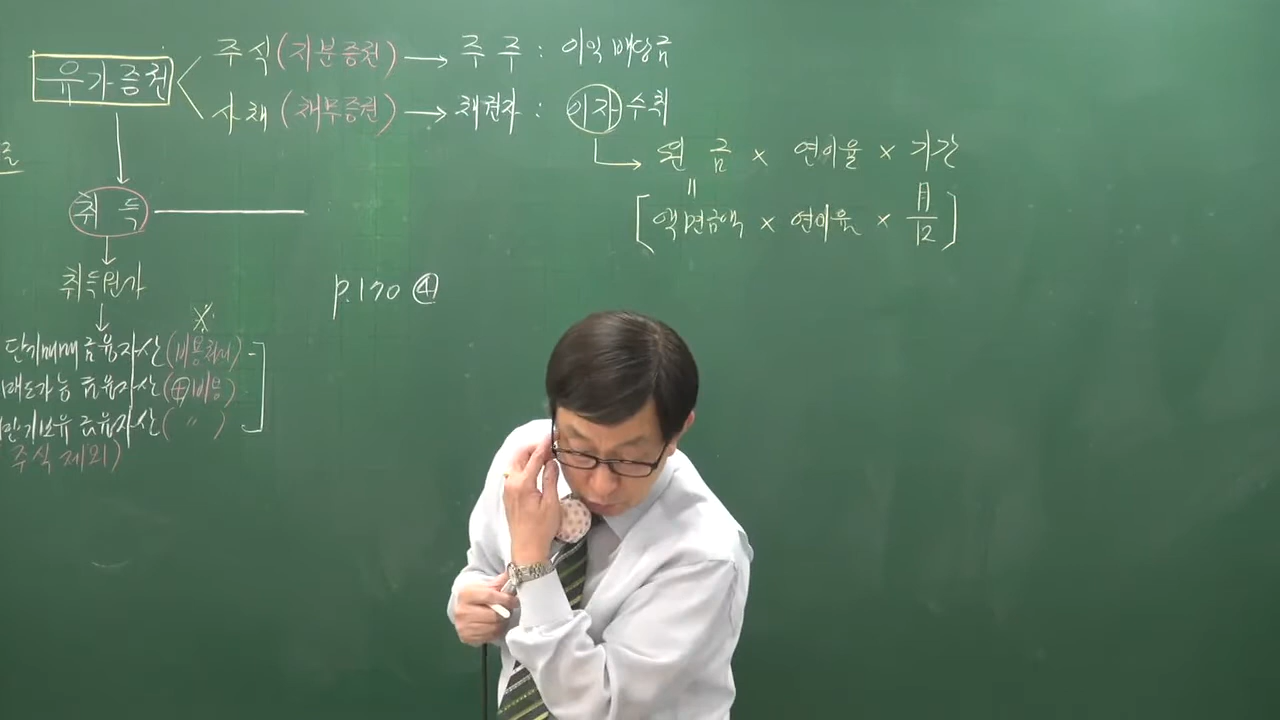 유가증권
주식(지분증권) → 주주 : 이익배당금
사채(채무증권) → 채권자 : 이자수취
원금 × 연이율 × 기간
=
[액면금액 × 연이율 × 月/12]
취득
취득원가
p.170 ④
X
단기매매금융자산(비용처리)
매도가능금융자산(⊕비용)
만기보유금융자산( 〃 )
주식 제외)